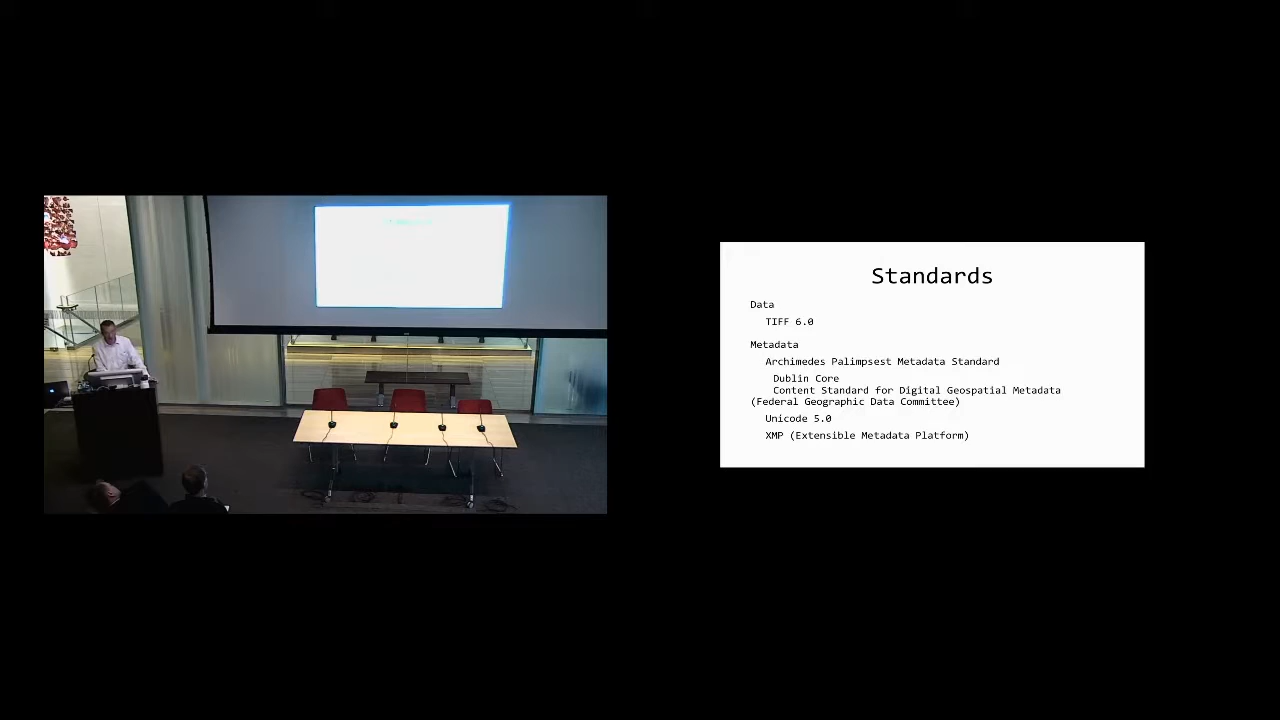 Standards
Data
TIFF 6.0
Metadata
Archimedes Palimpsest Metadata Standard
Dublin Core
Content Standard for Digital Geospatial Metadata
(Federal Geographic Data Committee)
Unicode 5.0
XMP (Extensible Metadata Platform)